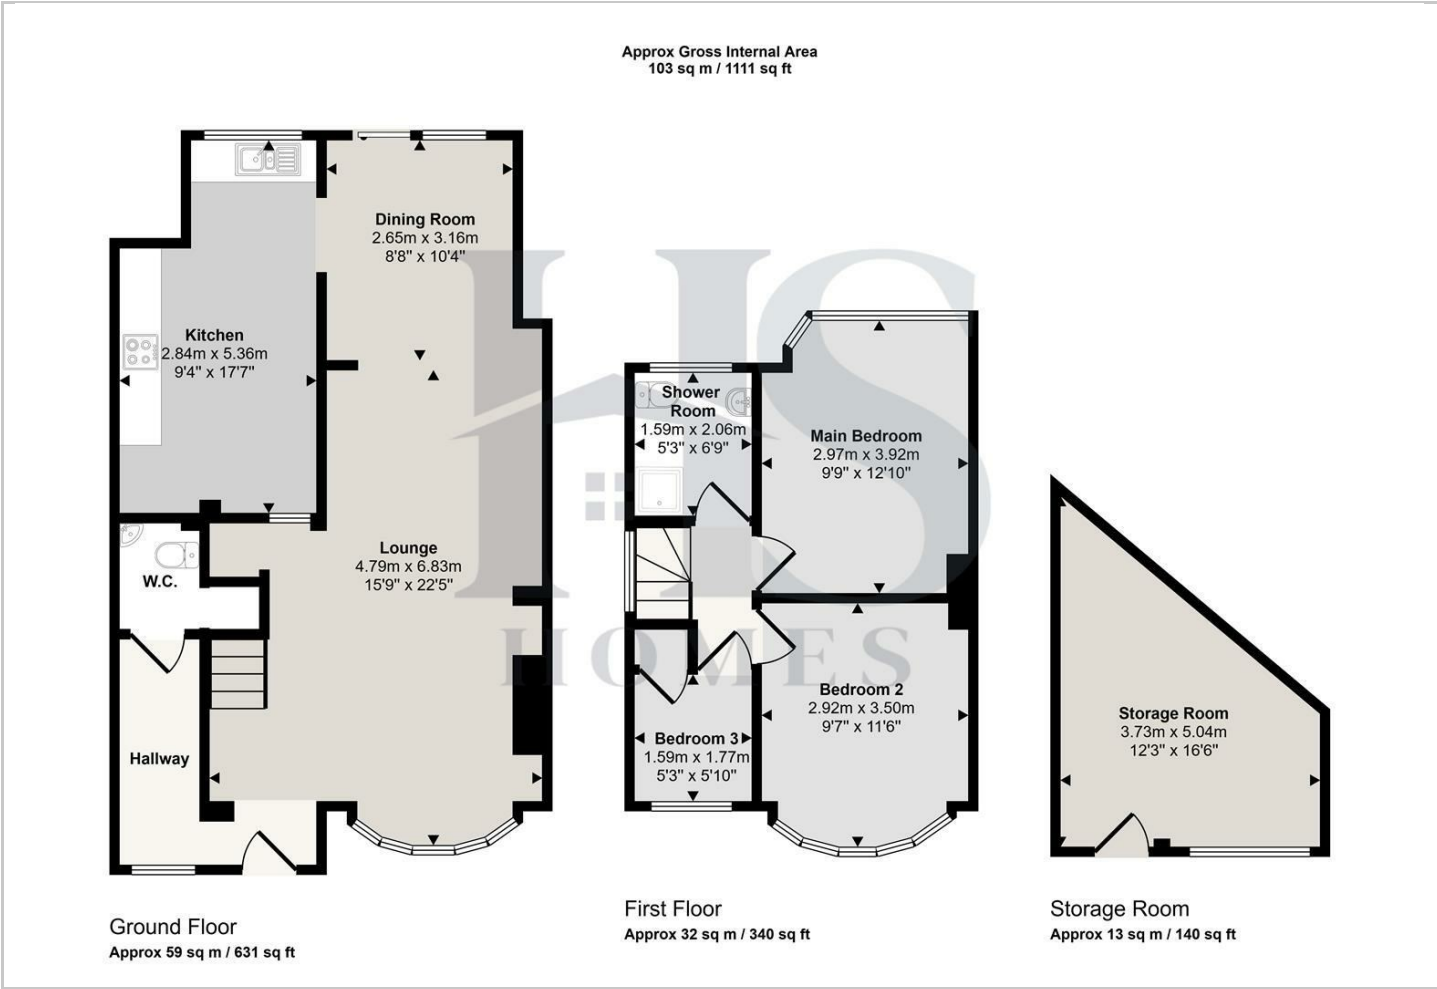 Approx Gross Internal Area
103 sq m / 1111 sq ft
Dining Room
2.65m x 3.16m
8'8" x 10'4"
Kitchen
2.84m x 5.36m
9'4" x 17'7"
Lounge
4.79m x 6.83m
15'9" x 22'5"
W.C.
Hallway
Ground Floor
Approx 59 sq m / 631 sq ft
Shower
Room
1.59m x 2.06m
5'3" x 6'9"
Main Bedroom
2.97m x 3.92m
9'9" x 12'10"
Bedroom 2
2.92m x 3.50m
9'7" x 11'6"
Bedroom 3
1.59m x 1.77m
5'3" x 5'10"
First Floor
Approx 32 sq m / 340 sq ft
Storage Room
3.73m x 5.04m
12'3" x 16'6"
Storage Room
Approx 13 sq m / 140 sq ft
HS
HOMES